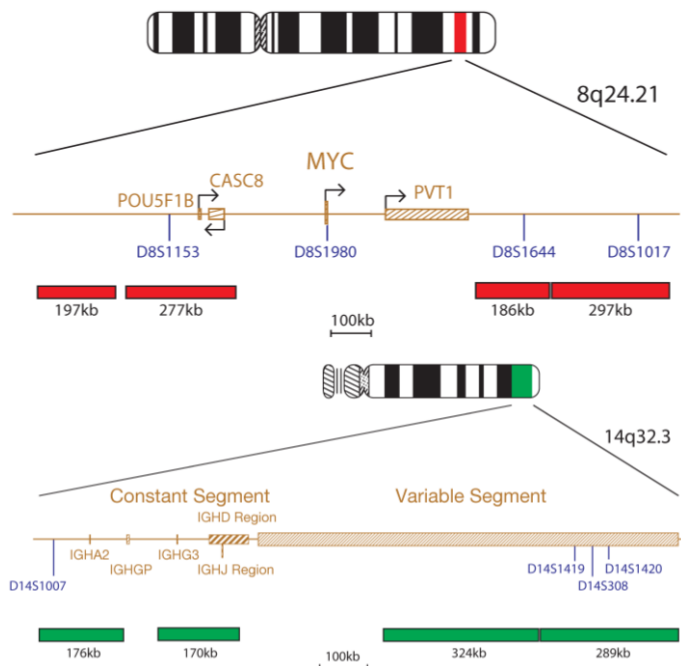 8q24.21
MYC
CASC8
POU5F1B
PVT1
D8S1153
D8S1980
D8S1644
D8S1017
197kb
277kb
186kb
297kb
100kb
14q32.3
Constant Segment
Variable Segment
IGHD Region
IGHA2
IGHG3
IGHGP
IGHJ Region
D14S1007
D14S1419
D14S1420
D14S308
176kb
170kb
324kb
289kb
100kb